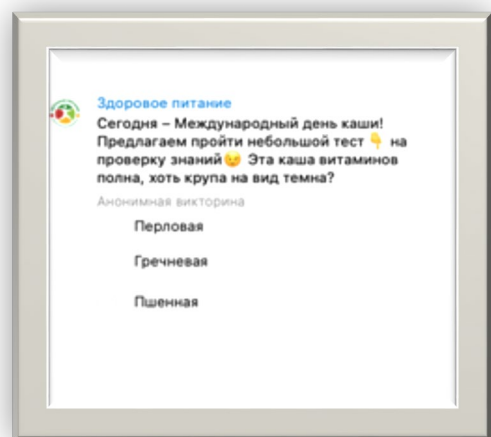 Здоровое питание
Сегодня – Международный день каши!
Предлагаем пройти небольшой тест 👇 на
проверку знаний😉 Эта каша витаминов
полна, хоть крупа на вид темна?
Анонимная викторина
Перловая
Гречневая
Пшенная